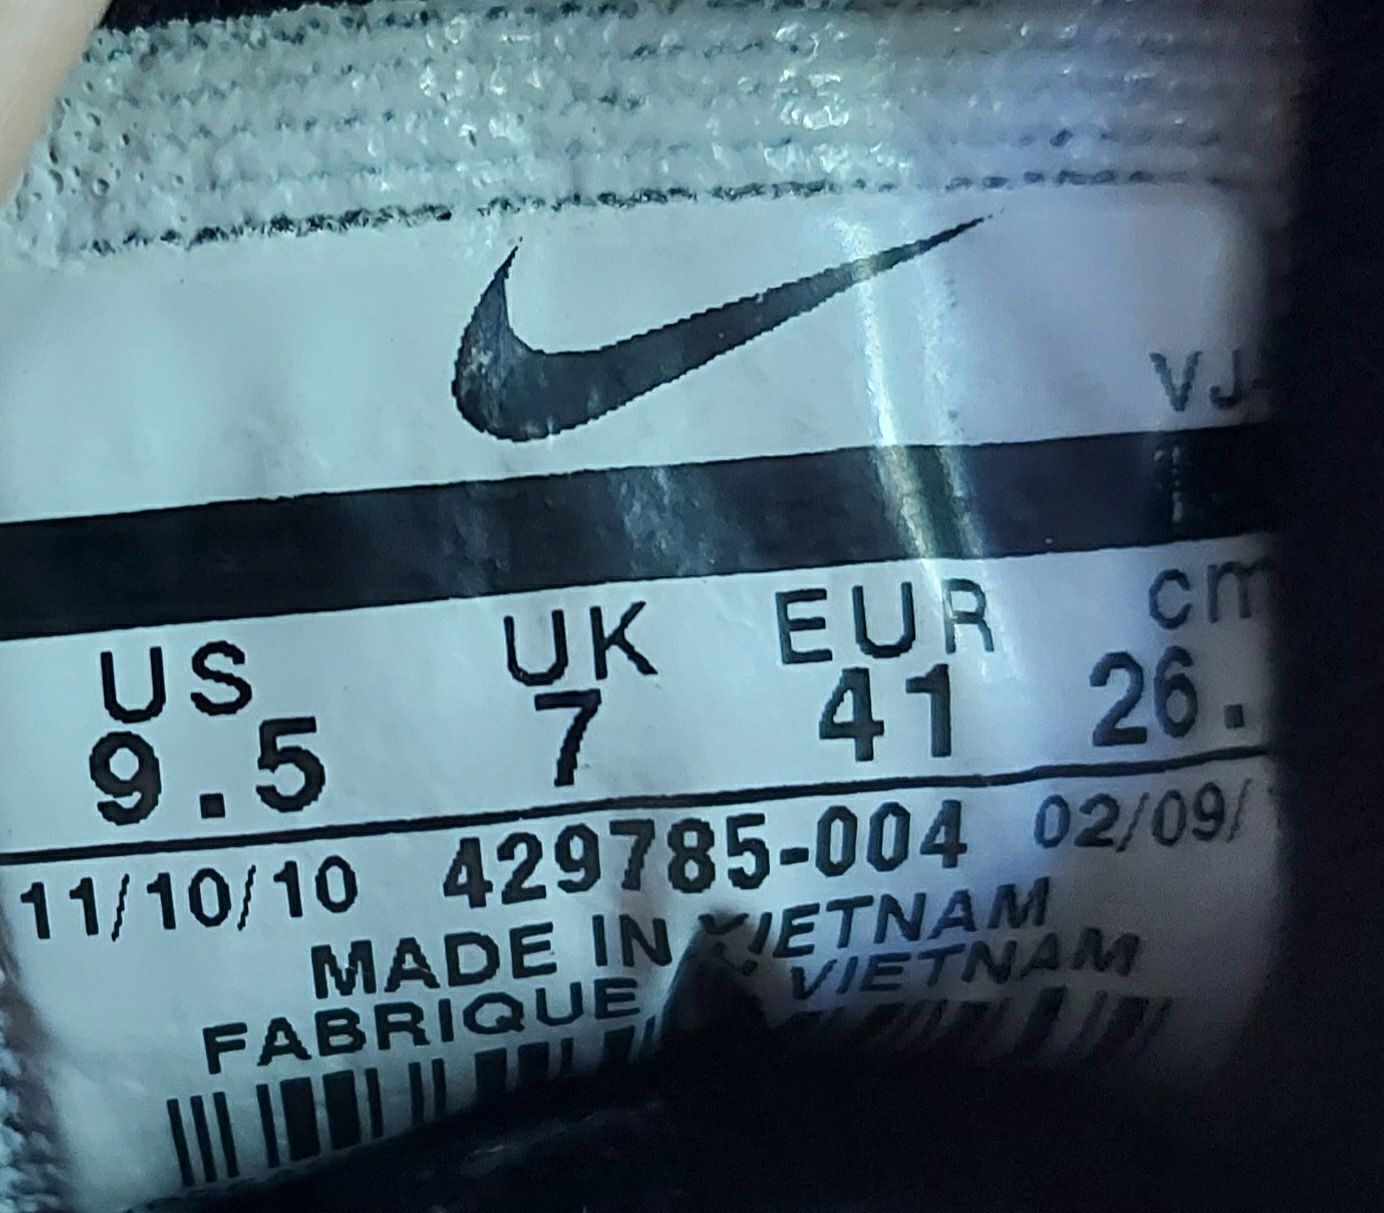 VJ-
US UK EUR cm
9.5 7 41 26.
11/10/10 429785-004 02/09/
MADE IN VIETNAM
FABRIQUE VIETNAM